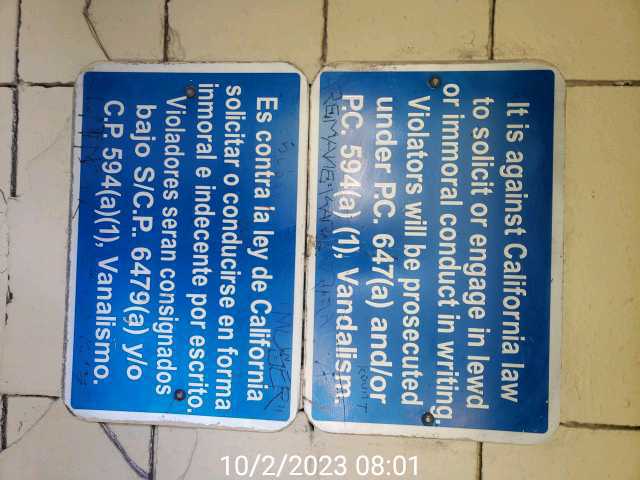 It is against California law
to solicit or engage in lewd
or immoral conduct in writing.
Violators will be prosecuted
under P.C. 647(a) and/or
P.C. 594(a) (1), Vandalism.
Es contra la ley de California
solicitar o conducirse en forma
inmoral e indecente por escrito.
Violadores seran consignados
bajo S/C.P.. 6479(a) y/o
C.P. 594(a)(1), Vanalismo.
10/2/2023 08:01